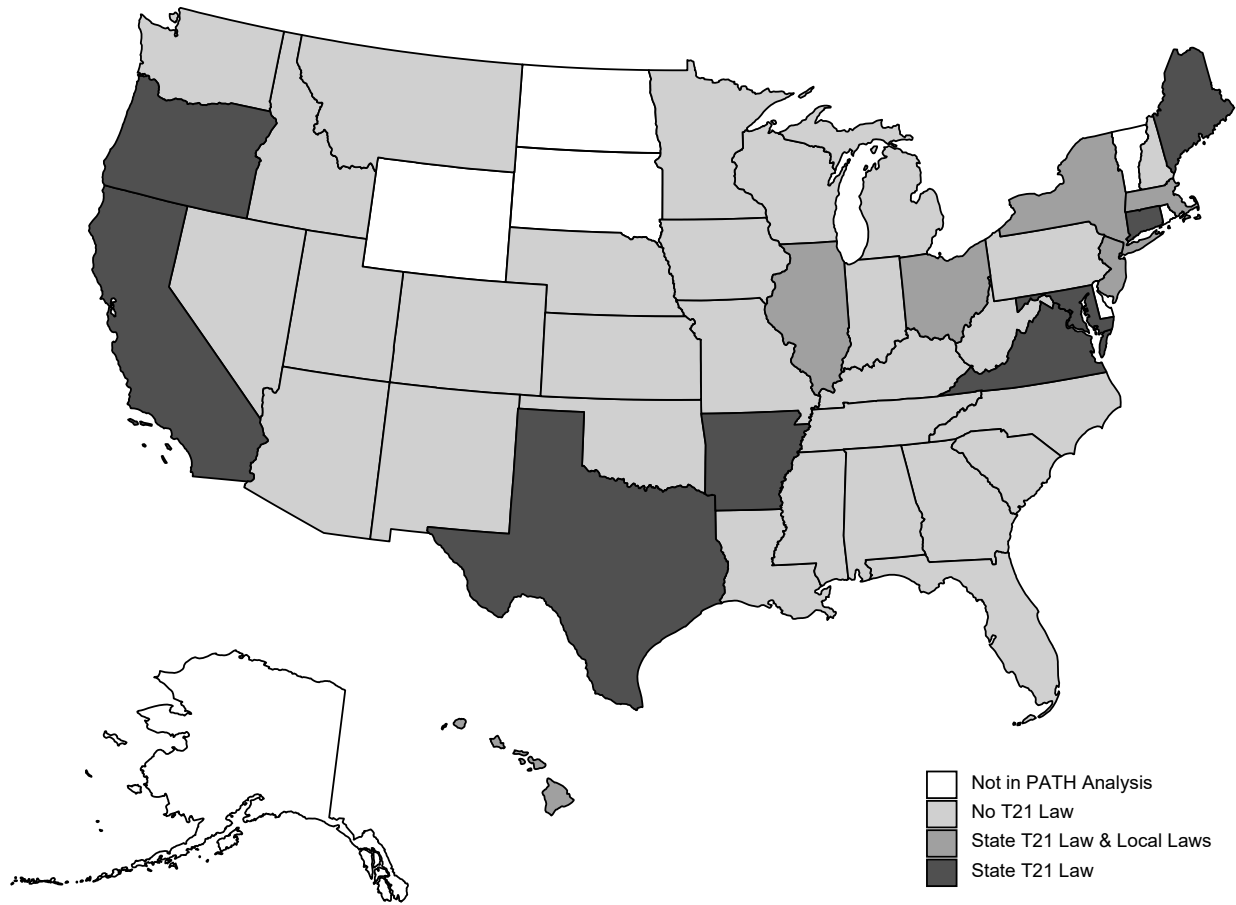 Not in PATH Analysis
No T21 Law
State T21 Law & Local Laws
State T21 Law